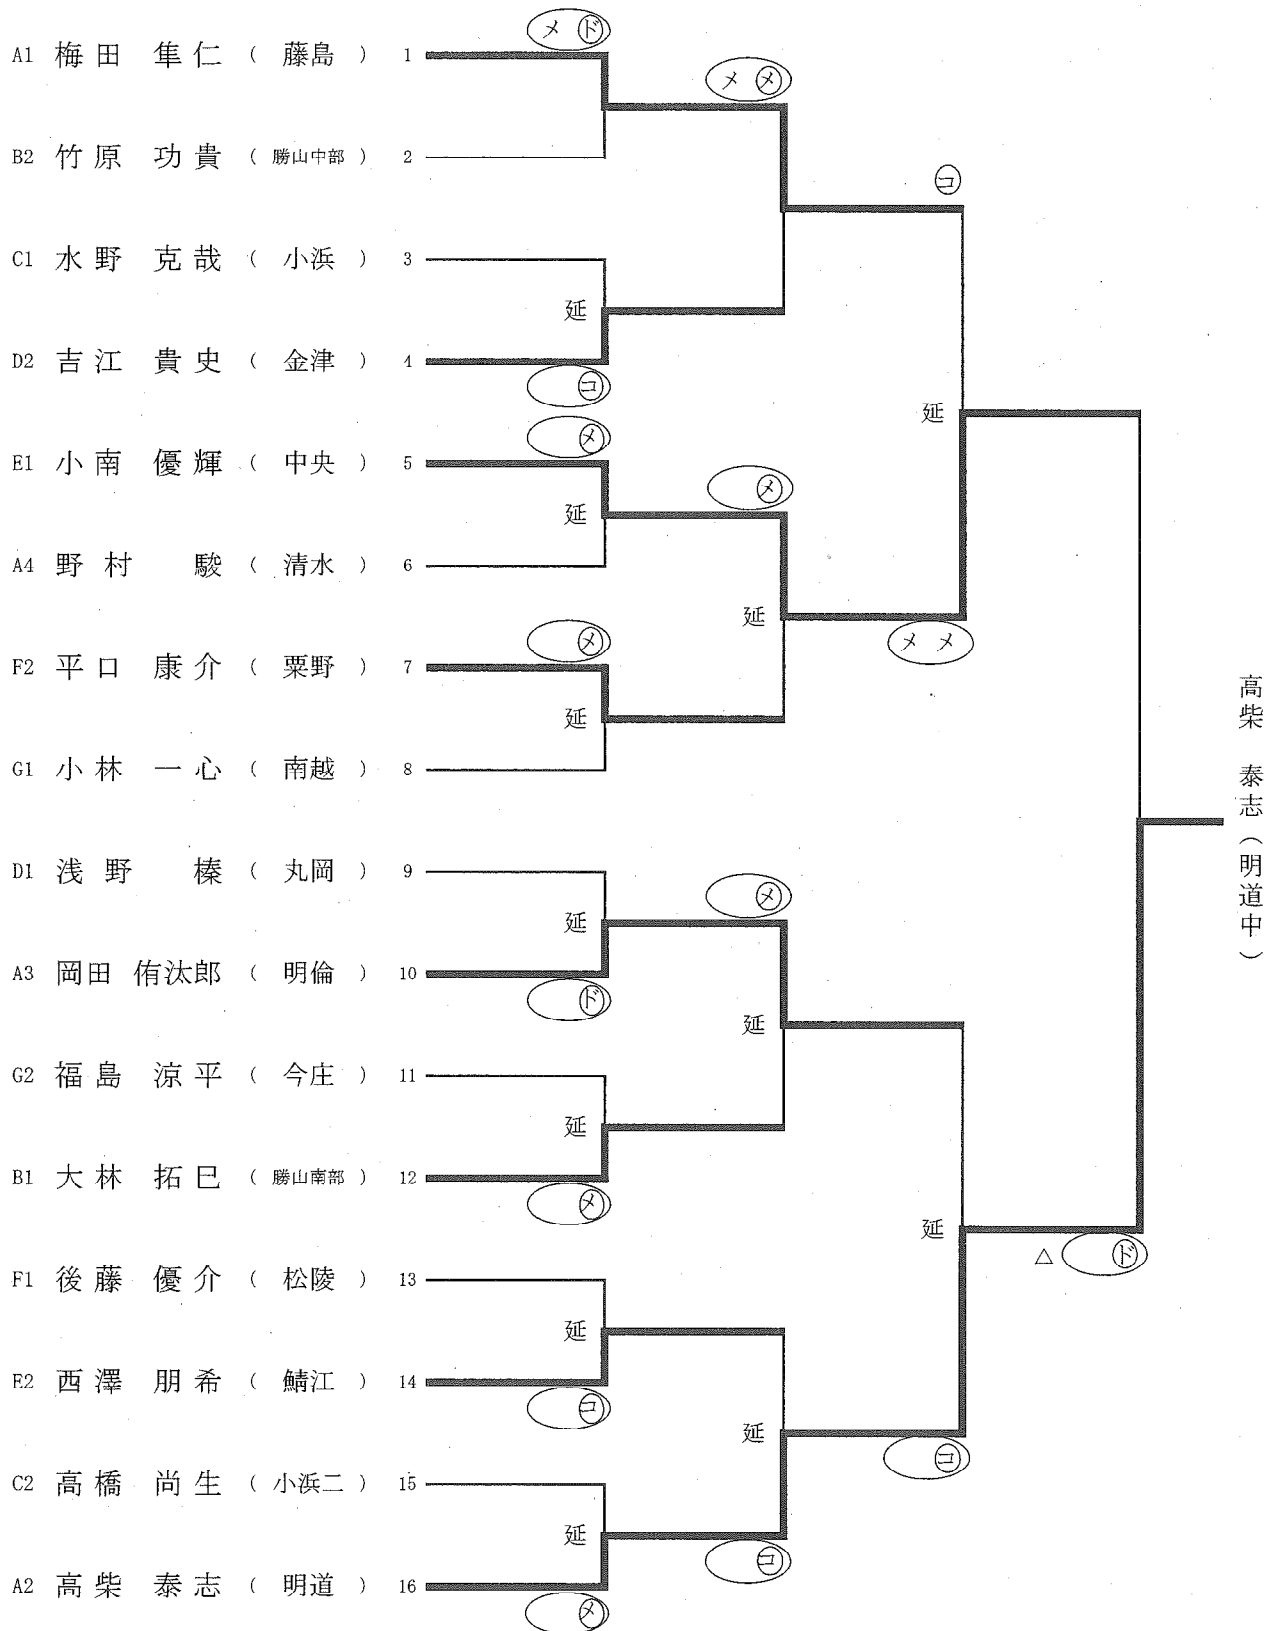 メ ド
A1 梅田 隼仁 ( 藤島 ) 1
メ メ
B2 竹原 功貴 ( 勝山中部 ) 2
コ
C1 水野 克哉 ( 小浜 ) 3
延
D2 吉江 貴史 ( 金津 ) 4
コ
延
メ
E1 小南 優輝 ( 中央 ) 5
メ
延
A4 野村 駿 ( 清水 ) 6
延
メ
メ メ
F2 平口 康介 ( 粟野 ) 7
延
G1 小林 一心 ( 南越 ) 8
高柴 泰志(明道中)
D1 浅野 榛 ( 丸岡 ) 9
メ
延
A3 岡田 侑汰郎 ( 明倫 ) 10
ド
延
G2 福島 涼平 ( 今庄 ) 11
延
B1 大林 拓巳 ( 勝山南部 ) 12
メ
延
△ ド
F1 後藤 優介 ( 松陵 ) 13
延
E2 西澤 朋希 ( 鯖江 ) 14
コ
延
コ
C2 高橋 尚生 ( 小浜二 ) 15
延
コ
A2 高柴 泰志 ( 明道 ) 16
メ